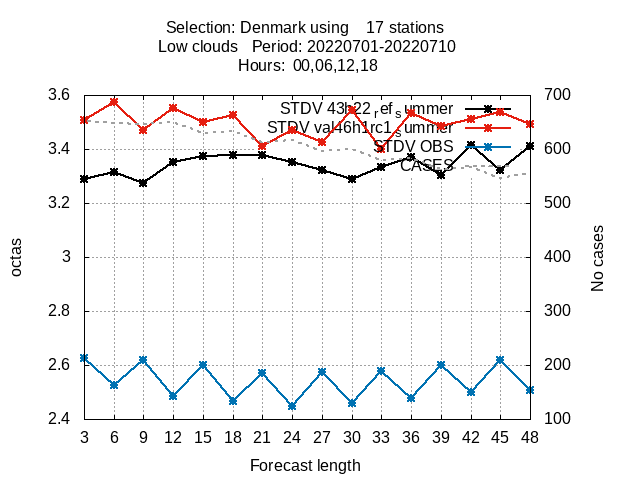 Selection: Denmark using 17 stations
Low clouds Period: 20220701-20220710
Hours: 00,06,12,18
3.6
3.4
3.2
3
2.8
2.6
2.4
octas
700
600
500
400
300
200
100
No cases
STDV 43h22_ref_summer
STDV val46h1rc1_summer
STDV OBS
CASES
3 6 9 12 15 18 21 24 27 30 33 36 39 42 45 48
Forecast length